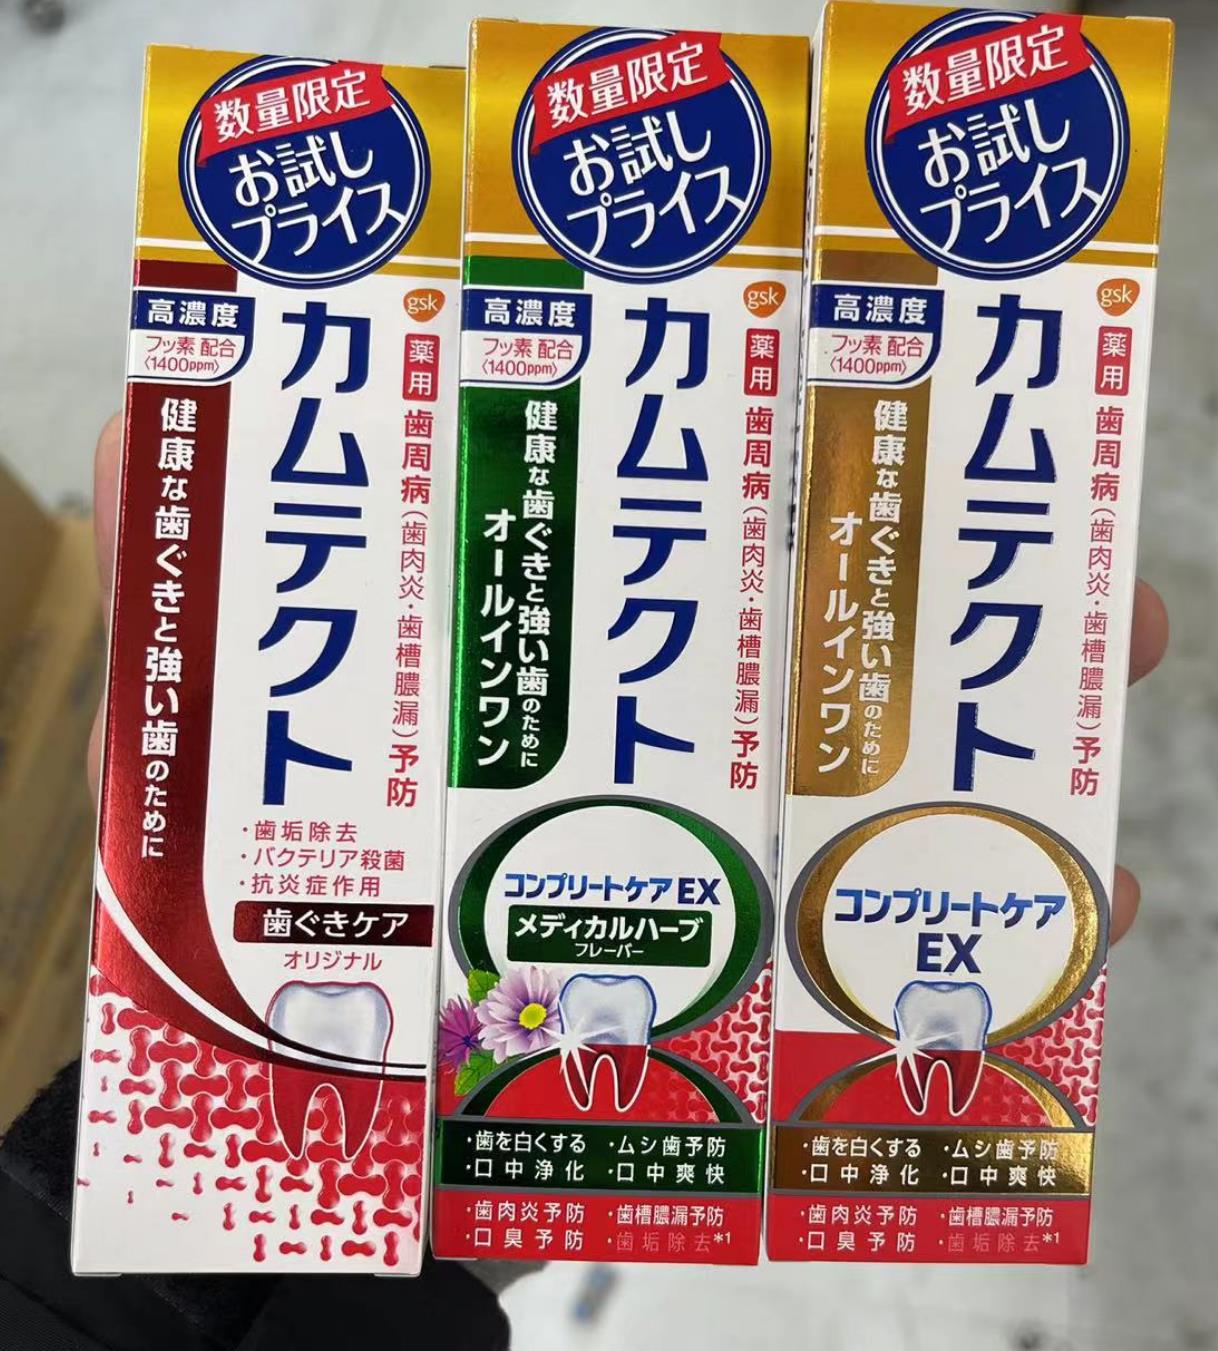 数量限定
お試し
プライス
gsk
高濃度
フッ素 配合
〈1400ppm〉
薬用
歯周病(歯肉炎・歯槽膿漏)予防
カムテクト
健康な歯ぐきと強い歯のために
・歯垢除去
・バクテリア殺菌
・抗炎症作用
歯ぐきケア
オリジナル
数量限定
お試し
プライス
gsk
高濃度
フッ素 配合
〈1400ppm〉
薬用
歯周病(歯肉炎・歯槽膿漏)予防
カムテクト
健康な歯ぐきと強い歯のために
オールインワン
コンプリートケア EX
メディカルハーブ
フレーバー
・歯を白くする ・ムシ歯予防
・口中浄化 ・口中爽快
・歯肉炎予防 ・歯槽膿漏予防
・口臭予防 ・歯垢除去*1
数量限定
お試し
プライス
gsk
高濃度
フッ素 配合
〈1400ppm〉
薬用
歯周病(歯肉炎・歯槽膿漏)予防
カムテクト
健康な歯ぐきと強い歯のために
オールインワン
コンプリートケア
EX
・歯を白くする ・ムシ歯予防
・口中浄化 ・口中爽快
・歯肉炎予防 ・歯槽膿漏予防
・口臭予防 ・歯垢除去*1